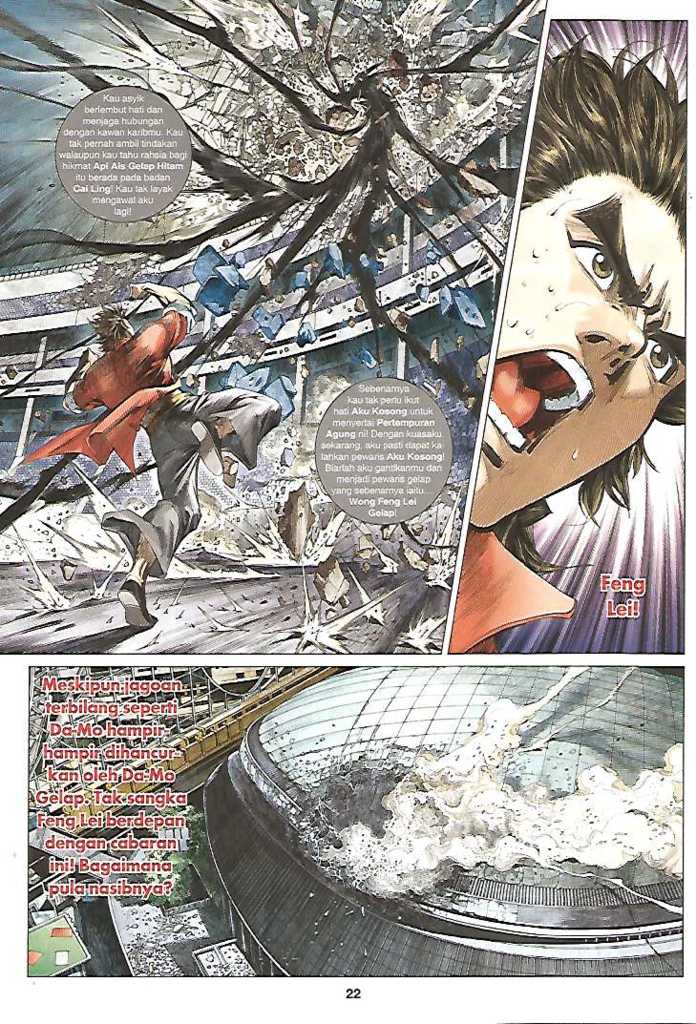 Kau asyik
berlembut hati dan
menjaga hubungan
dengan kawan karibmu. Kau
tak pernah ambil tindakan
walaupun kau tahu rahsia bagi
hikmat Api Ais Gelap Hitam
itu berada pada badan
Cai Ling! Kau tak layak
mengawal aku
lagi!
Sebenarnya,
kau tak perlu ikut
hati Aku Kosong untuk
menyertai Pertempuran
Agung ni! Dengan kuasaku
sekarang, aku pasti dapat ka-
lahkan pewaris Aku Kosong!
Biarlah aku gantikanmu dan
menjadi pewaris gelap
yang sebenarnya iaitu...
Wong Feng Lei
Gelap!
Feng
Lei!
Meskipun jagoan
terbilang seperti
Da-Mo hampir-
hampir dihancur-
kan oleh Da-Mo
Gelap. Tak sangka
Feng Lei berdepan
dengan cabaran
ini! Bagaimana
pula nasibnya?
22